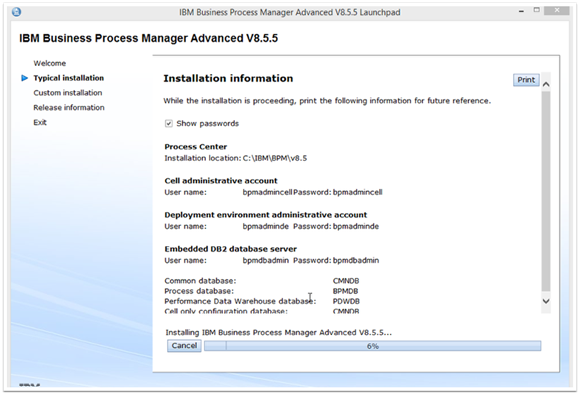 IBM Business Process Manager Advanced V8.5.5 Launchpad
IBM Business Process Manager Advanced V8.5.5
Welcome
Typical installation
Custom installation
Release information
Exit
Installation information
Print
While the installation is proceeding, print the following information for future reference.
Show passwords
Process Center
Installation location: C:\IBM\BPM\v8.5
Cell administrative account
User name: bpmadmincell Password: bpmadmincell
Deployment environment administrative account
User name: bpmadminde Password: bpmadminde
Embedded DB2 database server
User name: bpmdbadmin Password: bpmdbadmin
Common database: CMNDB
Process database: BPMDB
Performance Data Warehouse database: PDWDB
Cell only configuration database: CMNDB
Installing IBM Business Process Manager Advanced V8.5.5...
Cancel 6%